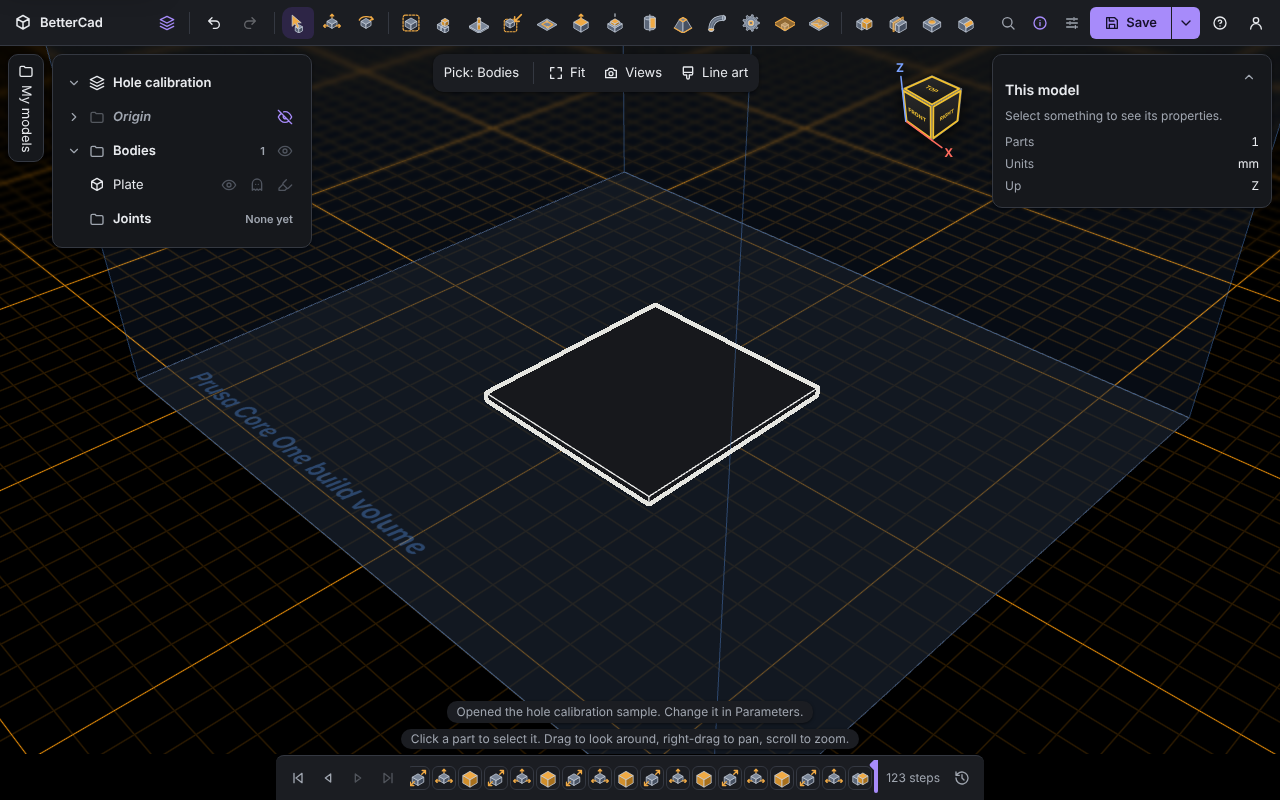 BetterCad
Save
My models
Hole calibration
Origin
Bodies 1
Plate
Joints None yet
Pick: Bodies Fit Views Line art
Z
TOP
FRONT
RIGHT
X
This model
Select something to see its properties.
Parts 1
Units mm
Up Z
Prusa Core One build volume
Opened the hole calibration sample. Change it in Parameters.
Click a part to select it. Drag to look around, right-drag to pan, scroll to zoom.
123 steps